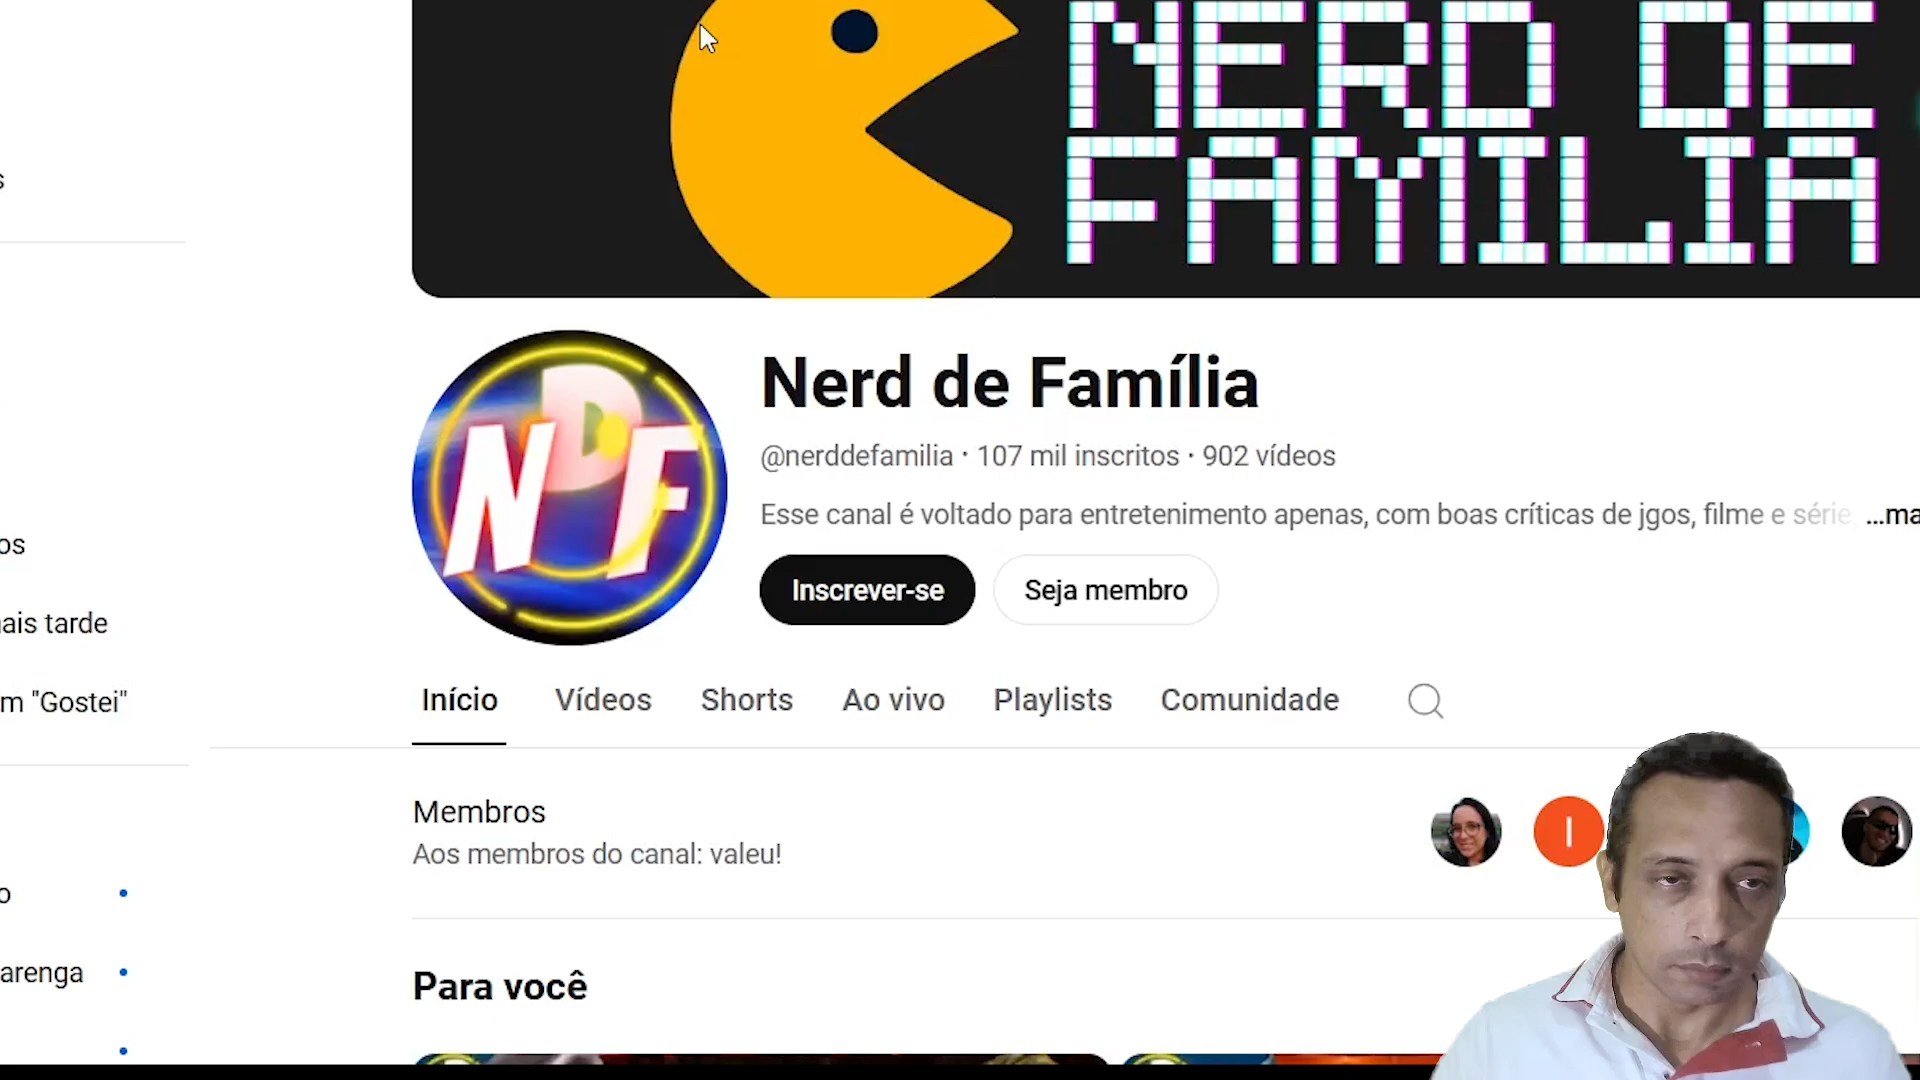 NERD DE
FAMILIA
s
NDF
Nerd de Família
@nerddefamilia · 107 mil inscritos · 902 vídeos
Esse canal é voltado para entretenimento apenas, com boas críticas de jgos, filme e série ...ma
os
Inscrever-se
Seja membro
ais tarde
m "Gostei"
Início
Vídeos
Shorts
Ao vivo
Playlists
Comunidade
Membros
I
Aos membros do canal: valeu!
o
arenga
Para você